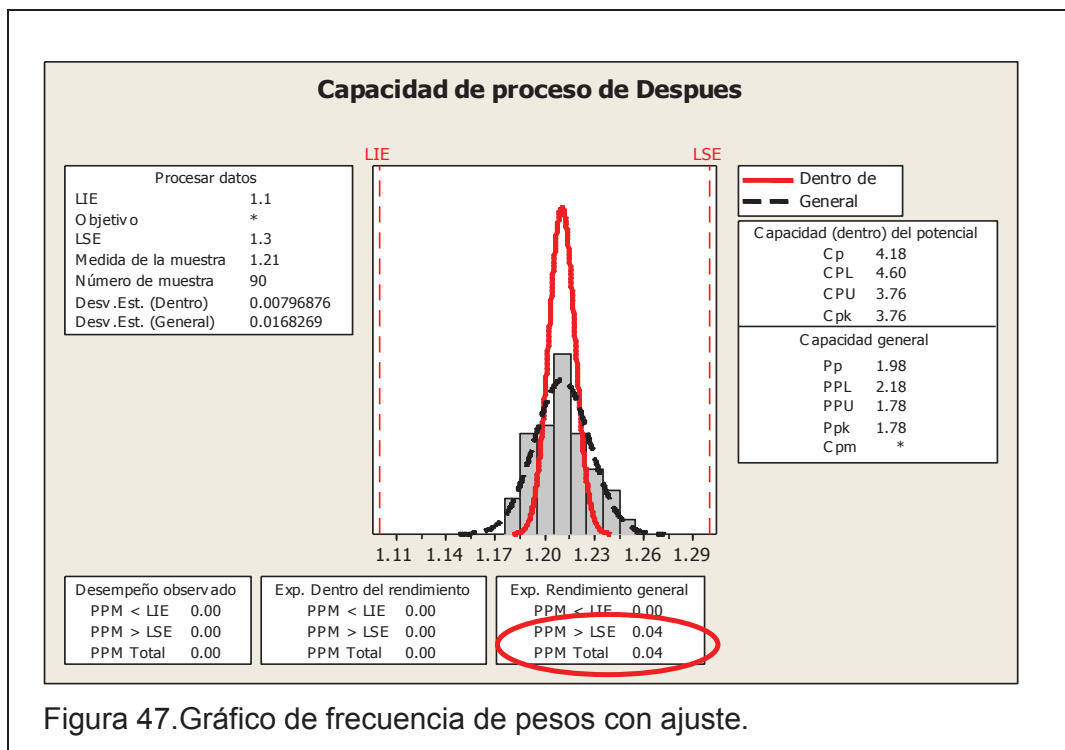 Capacidad de proceso de Despues
LIE
LSE
Procesar datos
LIE 1.1
Objetivo *
LSE 1.3
Medida de la muestra 1.21
Número de muestra 90
Desv.Est. (Dentro) 0.00796876
Desv.Est. (General) 0.0168269
Dentro de
General
Capacidad (dentro) del potencial
Cp 4.18
CPL 4.60
CPU 3.76
Cpk 3.76
Capacidad general
Pp 1.98
PPL 2.18
PPU 1.78
Ppk 1.78
Cpm *
1.11 1.14 1.17 1.20 1.23 1.26 1.29
Desempeño observado
PPM < LIE 0.00
PPM > LSE 0.00
PPM Total 0.00
Exp. Dentro del rendimiento
PPM < LIE 0.00
PPM > LSE 0.00
PPM Total 0.00
Exp. Rendimiento general
PPM < LIE 0.00
PPM > LSE 0.04
PPM Total 0.04
Figura 47.Gráfico de frecuencia de pesos con ajuste.